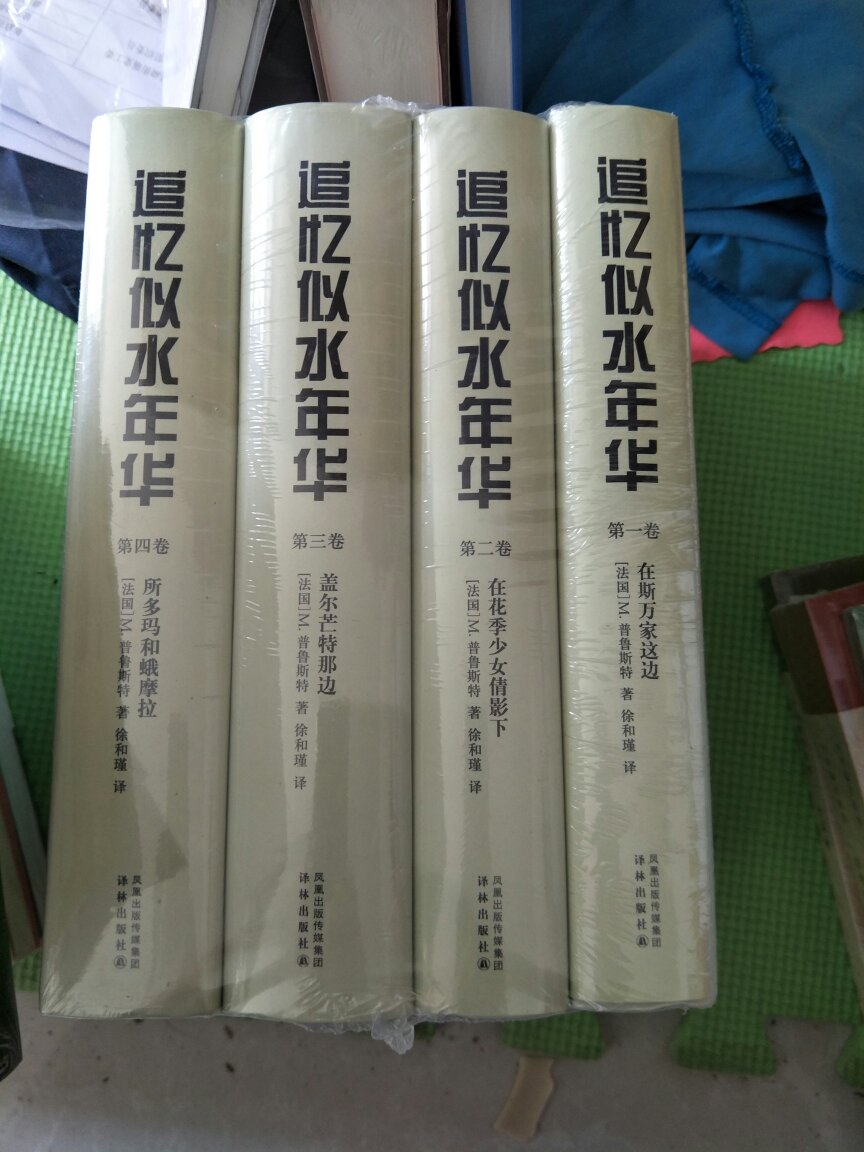 追忆似水年华
第四卷
所多玛和蛾摩拉
[法国]M.普鲁斯特 著 徐和瑾 译
凤凰出版传媒集团
译林出版社
追忆似水年华
第三卷
盖尔芒特那边
[法国]M.普鲁斯特 著 徐和瑾 译
凤凰出版传媒集团
译林出版社
追忆似水年华
第二卷
在花季少女倩影下
[法国]M.普鲁斯特 著 徐和瑾 译
凤凰出版传媒集团
译林出版社
追忆似水年华
第一卷
在斯万家这边
[法国]M.普鲁斯特 著 徐和瑾 译
凤凰出版传媒集团
译林出版社